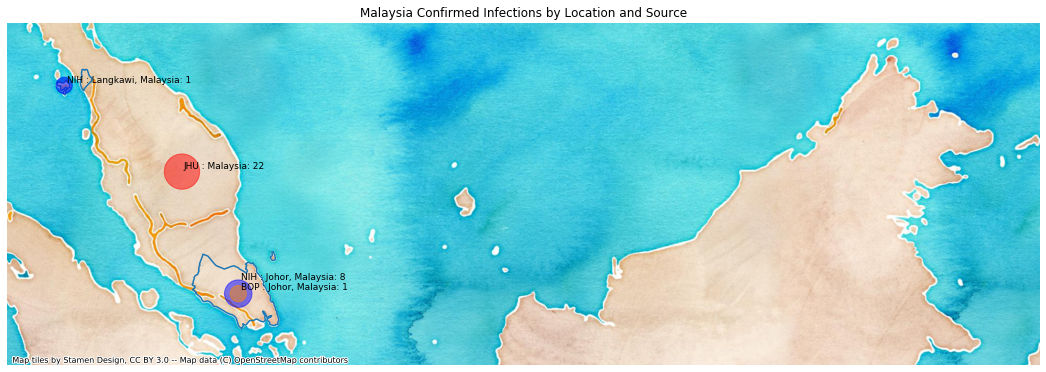 Malaysia Confirmed Infections by Location and Source
NIH : Langkawi, Malaysia: 1
JHU : Malaysia: 22
NIH : Johor, Malaysia: 8
BOP : Johor, Malaysia: 1
Map tiles by Stamen Design, CC BY 3.0 -- Map data (C) OpenStreetMap contributors